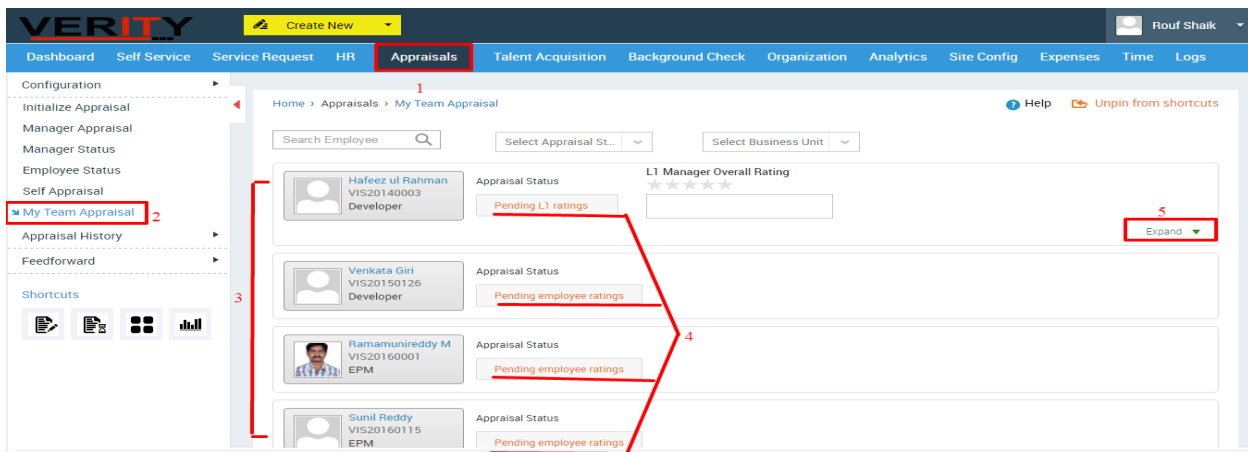 VERITY
Create New
Rouf Shaik
Dashboard Self Service Service Request HR Appraisals Talent Acquisition Background Check Organization Analytics Site Config Expenses Time Logs
1
Configuration
Initialize Appraisal
Manager Appraisal
Manager Status
Employee Status
Self Appraisal
My Team Appraisal 2
Appraisal History
Feedforward
Shortcuts
Home › Appraisals › My Team Appraisal
? Help Unpin from shortcuts
Search Employee Select Appraisal St... Select Business Unit
3
Hafeez ul Rahman
VIS20140003
Developer
Appraisal Status
Pending L1 ratings
L1 Manager Overall Rating
5
Expand
Venkata Giri
VIS20150126
Developer
Appraisal Status
Pending employee ratings
4
Ramamunireddy M
VIS20160001
EPM
Appraisal Status
Pending employee ratings
Sunil Reddy
VIS20160115
EPM
Appraisal Status
Pending employee ratings